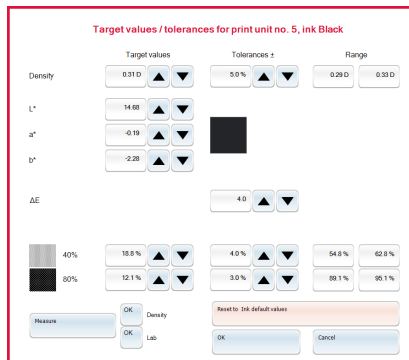 Target values / tolerances for print unit no. 5, ink Black
Target values Tolerances ± Range
Density 0.31 D 5.0 % 0.29 D 0.33 D
L* 14.68
a* -0.19
b* -2.28
ΔE 4.0
40% 18.8 % 4.0 % 54.8 % 62.8 %
80% 12.1 % 3.0 % 89.1 % 95.1 %
Measure OK Density Reset to Ink default values
OK Lab OK Cancel